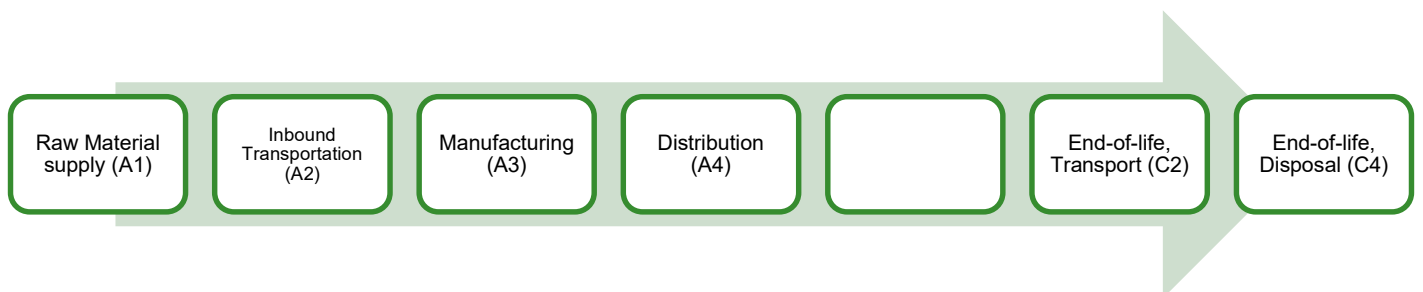 Raw Material
supply (A1)
Inbound
Transportation
(A2)
Manufacturing
(A3)
Distribution
(A4)
End-of-life,
Transport (C2)
End-of-life,
Disposal (C4)